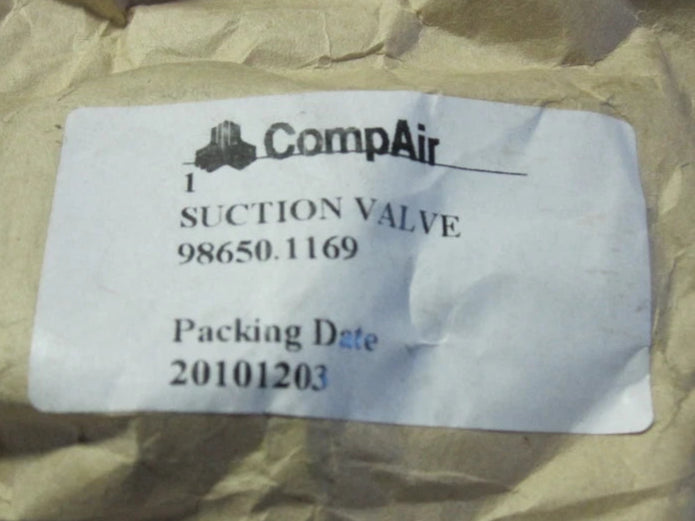 CompAir
1
SUCTION VALVE
98650.1169
Packing Date
20101203